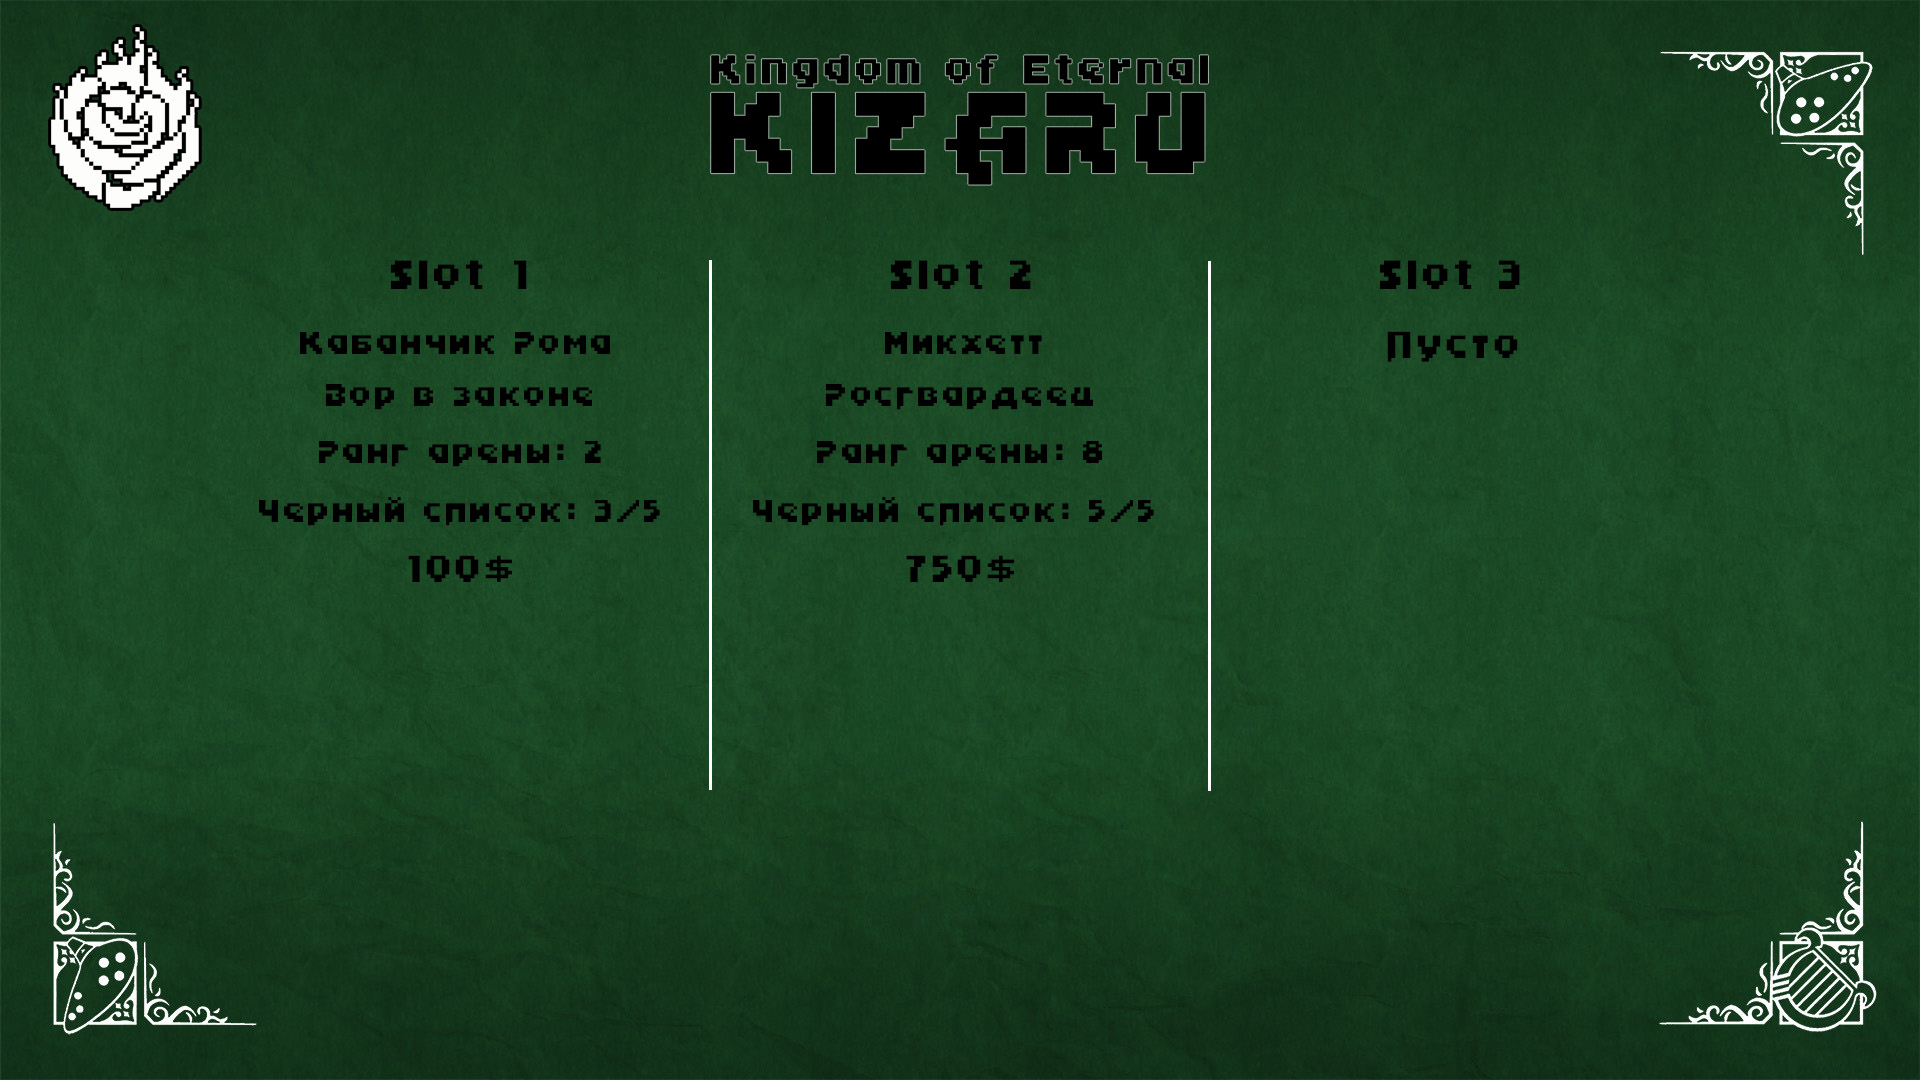 Kingdom of Eternal
KIZARU
Slot 1
Кабанчик Рома
Вор в законе
Ранг арены: 2
Черный список: 3/5
100$
Slot 2
Микхетт
Росгвардеец
Ранг арены: 8
Черный список: 5/5
750$
Slot 3
Пусто